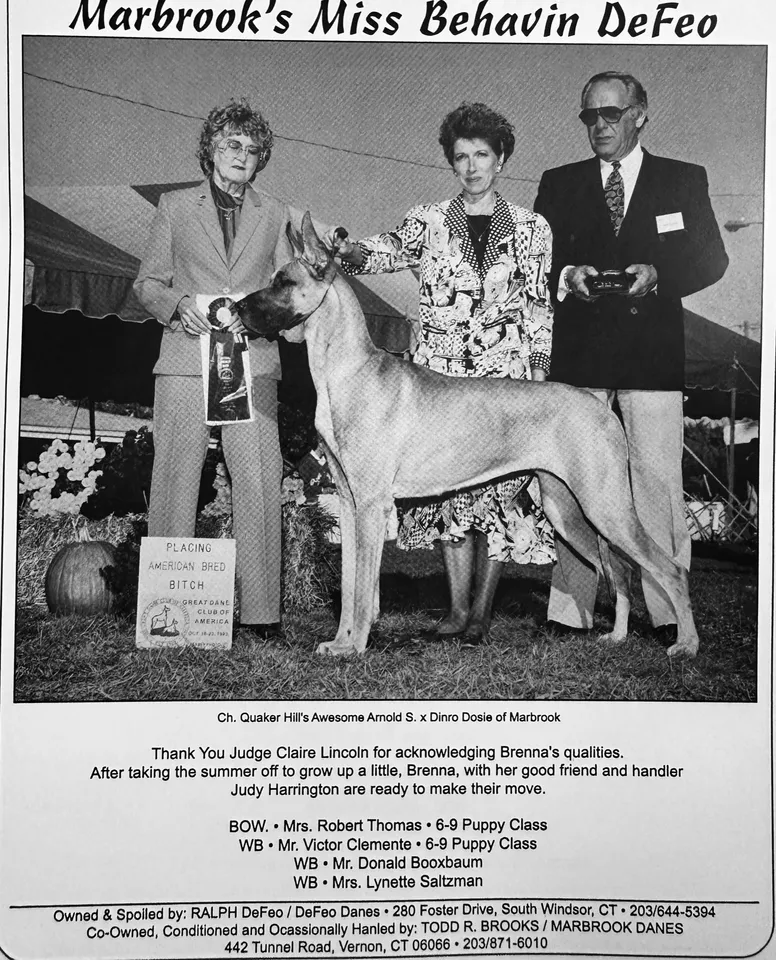 Marbrook's Miss Behavin DeFeo
PLACING
AMERICAN BRED
BITCH
GREAT DANE
CLUB OF
AMERICA
Ch. Quaker Hill's Awesome Arnold S. x Dinro Dosie of Marbrook
Thank You Judge Claire Lincoln for acknowledging Brenna's qualities.
After taking the summer off to grow up a little, Brenna, with her good friend and handler
Judy Harrington are ready to make their move.
BOW. • Mrs. Robert Thomas • 6-9 Puppy Class
WB • Mr. Victor Clemente • 6-9 Puppy Class
WB • Mr. Donald Booxbaum
WB • Mrs. Lynette Saltzman
Owned & Spoiled by: RALPH DeFeo / DeFeo Danes • 280 Foster Drive, South Windsor, CT • 203/644-5394
Co-Owned, Conditioned and Ocassionally Hanled by: TODD R. BROOKS / MARBROOK DANES
442 Tunnel Road, Vernon, CT 06066 • 203/871-6010